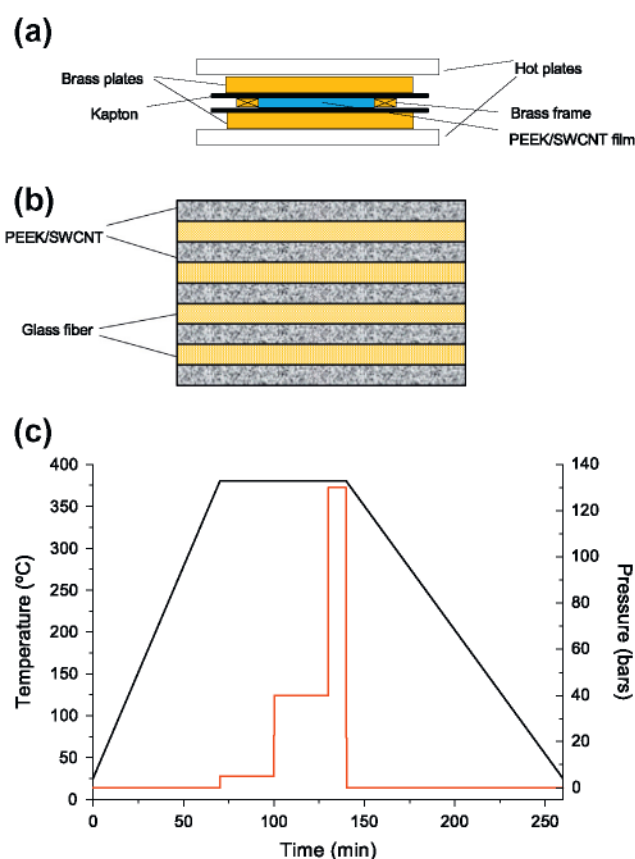 (a)
Brass plates
Hot plates
Kapton
Brass frame
PEEK/SWCNT film
(b)
PEEK/SWCNT
Glass fiber
(c)
400
350
300
250
200
150
100
50
0
Temperature (ºC)
140
120
100
80
60
40
20
0
Pressure (bars)
0 50 100 150 200 250
Time (min)